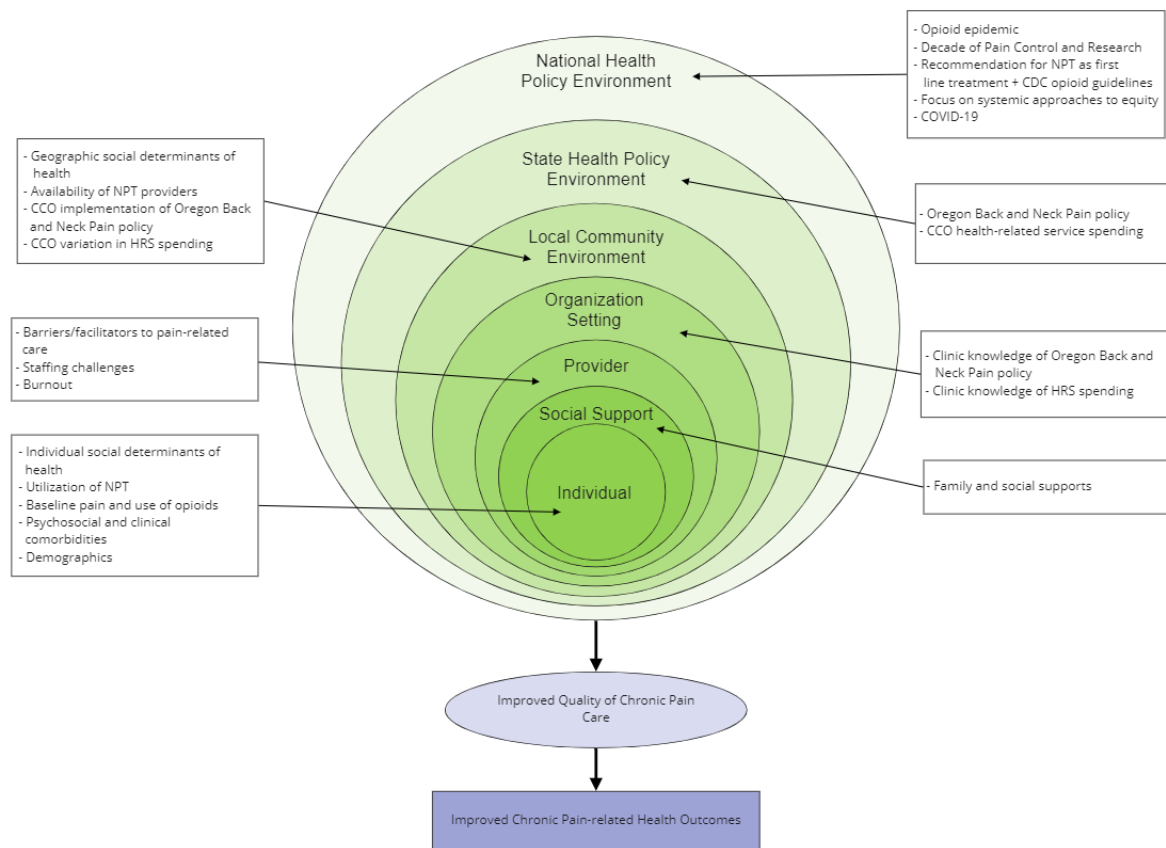 National Health
Policy Environment
- Opioid epidemic
- Decade of Pain Control and Research
- Recommendation for NPT as first
line treatment + CDC opioid guidelines
- Focus on systemic approaches to equity
- COVID-19
- Geographic social determinants of
health
- Availability of NPT providers
- CCO implementation of Oregon Back
and Neck Pain policy
- CCO variation in HRS spending
State Health Policy
Environment
- Oregon Back and Neck Pain policy
- CCO health-related service spending
Local Community
Environment
Organization
Setting
- Barriers/facilitators to pain-related
care
- Staffing challenges
- Burnout
Provider
- Clinic knowledge of Oregon Back and
Neck Pain policy
- Clinic knowledge of HRS spending
Social Support
- Individual social determinants of
health
- Utilization of NPT
- Baseline pain and use of opioids
- Psychosocial and clinical
comorbidities
- Demographics
Individual
- Family and social supports
Improved Quality of Chronic Pain
Care
Improved Chronic Pain-related Health Outcomes